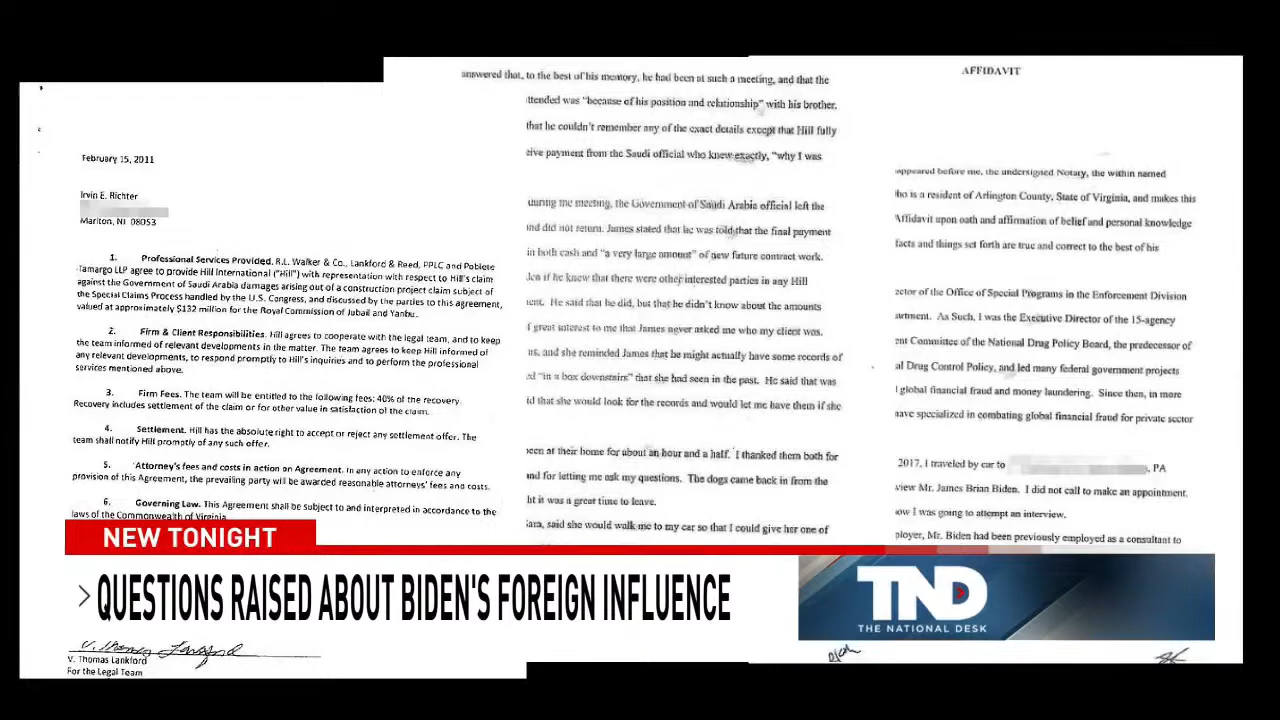 February 15, 2011
Irvin E. Richter
Marlton, NJ 08053
1. Professional Services Provided. R.L. Walker & Co., Lankford & Reed, PPLC and Poblete
Tamargo LLP agree to provide Hill International ("Hill") with representation with respect to Hill's claim
against the Government of Saudi Arabia damages arising out of a construction project claim subject of
the Special Claims Process handled by the U.S. Congress, and discussed by the parties to this agreement,
valued at approximately $132 million for the Royal Commission of Jubail and Yanbu.
2. Firm & Client Responsibilities. Hill agrees to cooperate with the legal team, and to keep
the team informed of relevant developments in the matter. The team agrees to keep Hill informed of
any relevant developments, to respond promptly to Hill's inquiries and to perform the professional
services mentioned above.
3. Firm Fees. The team will be entitled to the following fees: 40% of the recovery.
Recovery includes settlement of the claim or for other value in satisfaction of the claim.
4. Settlement. Hill has the absolute right to accept or reject any settlement offer. The
team shall notify Hill promptly of any such offer.
5. Attorney's fees and costs in action on Agreement. In any action to enforce any
provision of this Agreement, the prevailing party will be awarded reasonable attorneys' fees and costs.
6. Governing Law. This Agreement shall be subject to and interpreted in accordance to the
laws of the Commonwealth of Virginia.
V. Thomas Lankford
V. Thomas Lankford
For the Legal Team
answered that, to the best of his memory, he had been at such a meeting, and that the
ttended was "because of his position and relationship" with his brother.
that he couldn't remember any of the exact details except that Hill fully
eive payment from the Saudi official who knew exactly, "why I was
during the meeting, the Government of Saudi Arabia official left the
nd did not return. James stated that he was told that the final payment
in both cash and "a very large amount" of new future contract work.
if he knew that there were other interested parties in any Hill
ent. He said that he did, but that he didn't know about the amounts
f great interest to me that James never asked me who my client was.
us, and she reminded James that he might actually have some records of
ed "in a box downstairs" that she had seen in the past. He said that was
id that she would look for the records and would let me have them if she
been at their home for about an hour and a half. I thanked them both for
and for letting me ask my questions. The dogs came back in from the
ht it was a great time to leave.
ara, said she would walk me to my car so that I could give her one of
AFFIDAVIT
appeared before me, the undersigned Notary, the within named
ho is a resident of Arlington County, State of Virginia, and makes this
Affidavit upon oath and affirmation of belief and personal knowledge
facts and things set forth are true and correct to the best of his
ector of the Office of Special Programs in the Enforcement Division
artment. As Such, I was the Executive Director of the 15-agency
ent Committee of the National Drug Policy Board, the predecessor of
al Drug Control Policy, and led many federal government projects
global financial fraud and money laundering. Since then, in more
have specialized in combating global financial fraud for private sector
2017, I traveled by car to , PA
view Mr. James Brian Biden. I did not call to make an appointment.
ow I was going to attempt an interview.
ployer, Mr. Biden had been previously employed as a consultant to
NEW TONIGHT
QUESTIONS RAISED ABOUT BIDEN'S FOREIGN INFLUENCE
TND
THE NATIONAL DESK